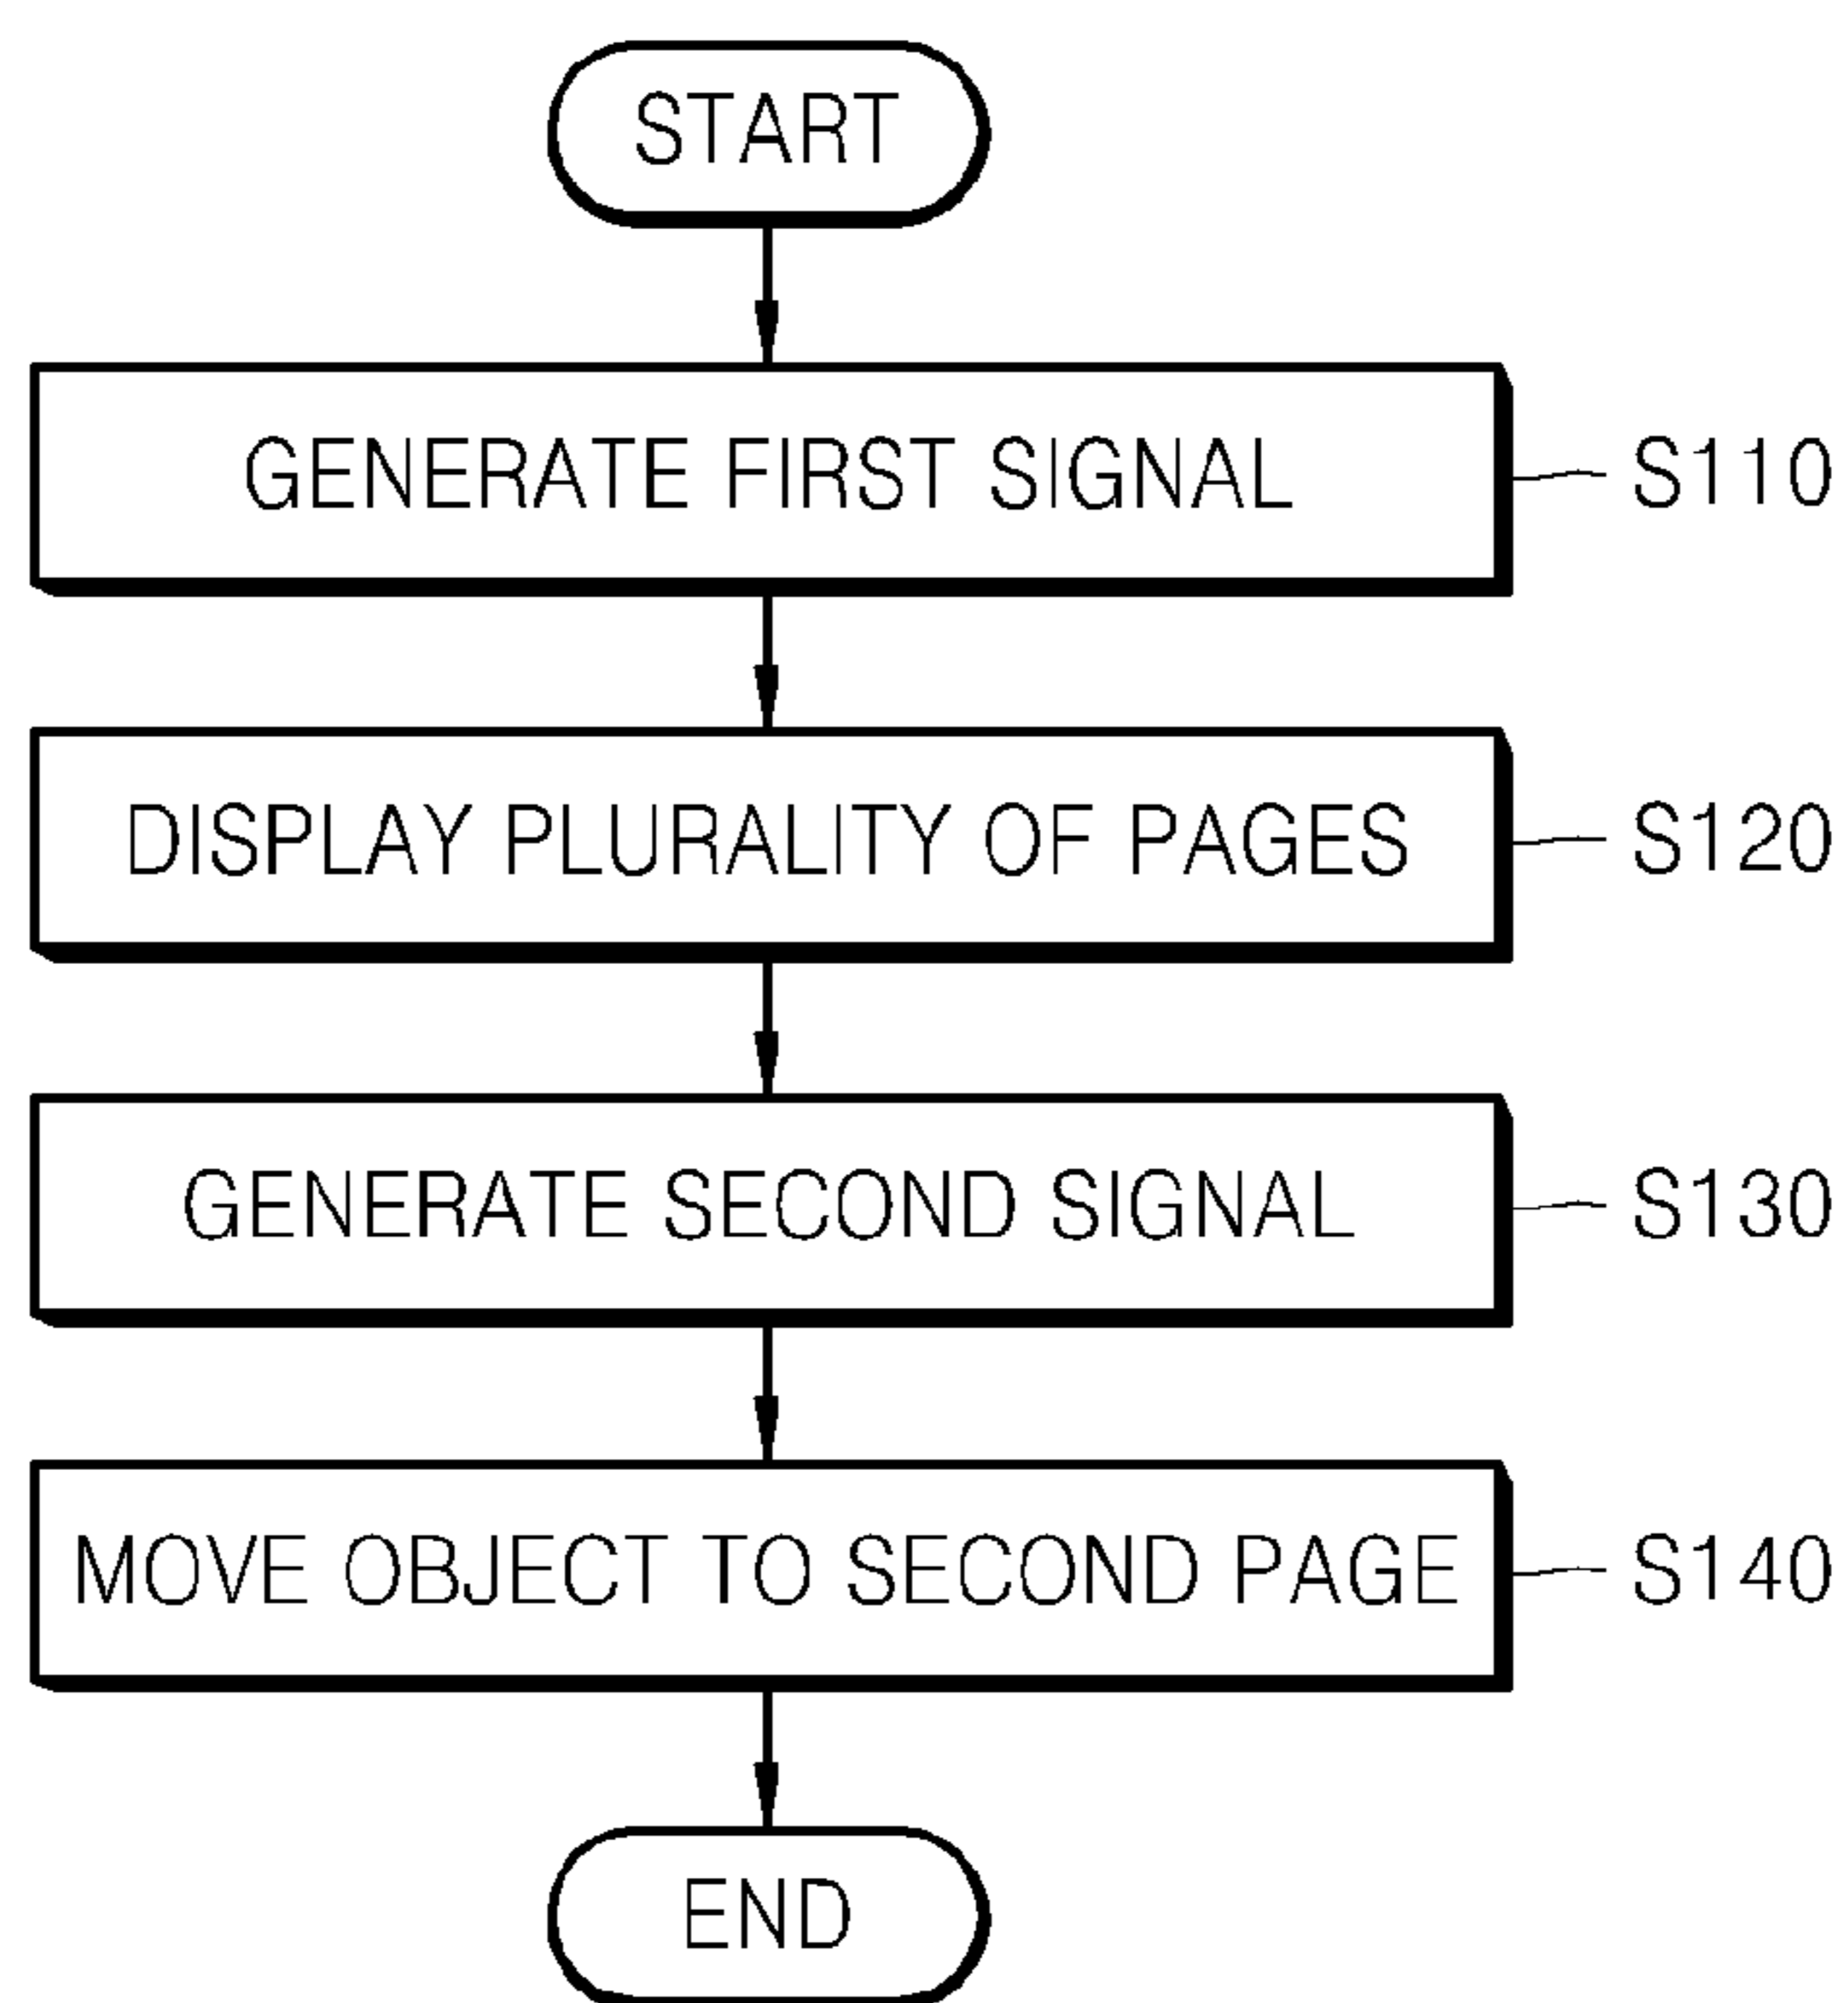 START
GENERATE FIRST SIGNAL
S110
DISPLAY PLURALITY OF PAGES
S120
GENERATE SECOND SIGNAL
S130
MOVE OBJECT TO SECOND PAGE
S140
END